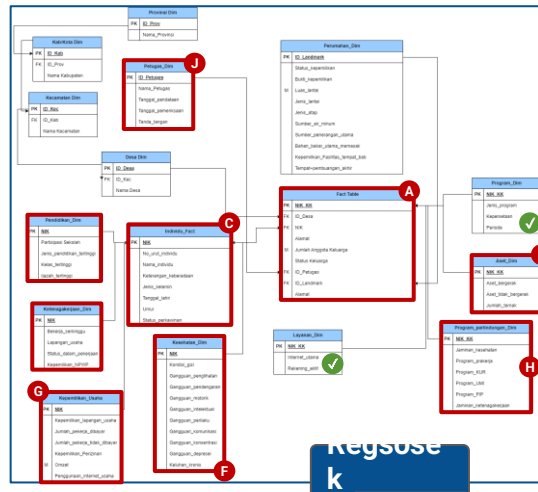 Provinsi Dim
PK ID_Prov
Nama_Provinsi
Kab/Kota Dim
PK ID_Kab
FK ID_Prov
Nama Kabupaten
Kecamatan Dim
PK ID_Kec
FK ID_Kab
Nama Kecamatan
Desa Dim
PK ID_Desa
FK ID_Kec
Nama Desa
Petugas_Dim
PK ID_Petugas
Nama_Petugas
Tanggal_pendataan
Tanggal_pemeriksaan
Tanda_tangan
J
Perumahan_Dim
PK ID_Landmark
Status_kepemilikan
Bukti_kepemilikan
M Luas_lantai
Jenis_lantai
Jenis_atap
Sumber_air_minum
Sumber_penerangan_utama
Bahan_bakar_utama_memasak
Kepemilikan_Fasilitas_tempat_bab
Tempat_pembuangan_akhir
Fact Table
A
PK NIK_KK
FK ID_Desa
FK NIK
Alamat
M Jumlah Anggota Keluarga
Status Keluarga
FK ID_Petugas
FK ID_Landmark
Alamat
Program_Dim
PK NIK_KK
Jenis_program
Kepesertaan
Periode
Aset_Dim
PK NIK_KK
Aset_bergerak
Aset_tidak_bergerak
Jumlah_ternak
Program_perlindungan_Dim
PK NIK_KK
Jaminan_kesehatan
Program_prakerja
Program_KUR
Program_UMi
Program_PIP
Jaminan_ketenagakerjaan
H
Layanan_Dim
PK NIK_KK
Internet_utama
Rekening_aktif
Pendidikan_Dim
PK NIK
Partisipasi Sekolah
Jenis_pendidikan_tertinggi
Kelas_tertinggi
Ijazah_tertinggi
Individu_Fact
C
PK NIK
No_urut_individu
Nama_individu
Keterangan_keberadaan
Jenis_kelamin
Tanggal_lahir
Umur
Status_perkawinan
Ketenagakerjaan_Dim
PK NIK
Bekerja_seminggu
Lapangan_usaha
Status_dalam_pekerjaan
Kepemilikan_NPWP
Kesehatan_Dim
PK NIK
Kondisi_gizi
Gangguan_penglihatan
Gangguan_pendengaran
Gangguan_motorik
Gangguan_intelektual
Gangguan_perilaku
Gangguan_komunikasi
Gangguan_konsentrasi
Gangguan_depresi
Keluhan_kronis
F
G
Kepemilikan_Usaha
PK NIK
Kepemilikan_lapangan_usaha
Jumlah_pekerja_dibayar
Jumlah_pekerja_tidak_dibayar
Kepemilikan_Perizinan
M Omzet
Penggunaan_internet_usaha
Regsose
k